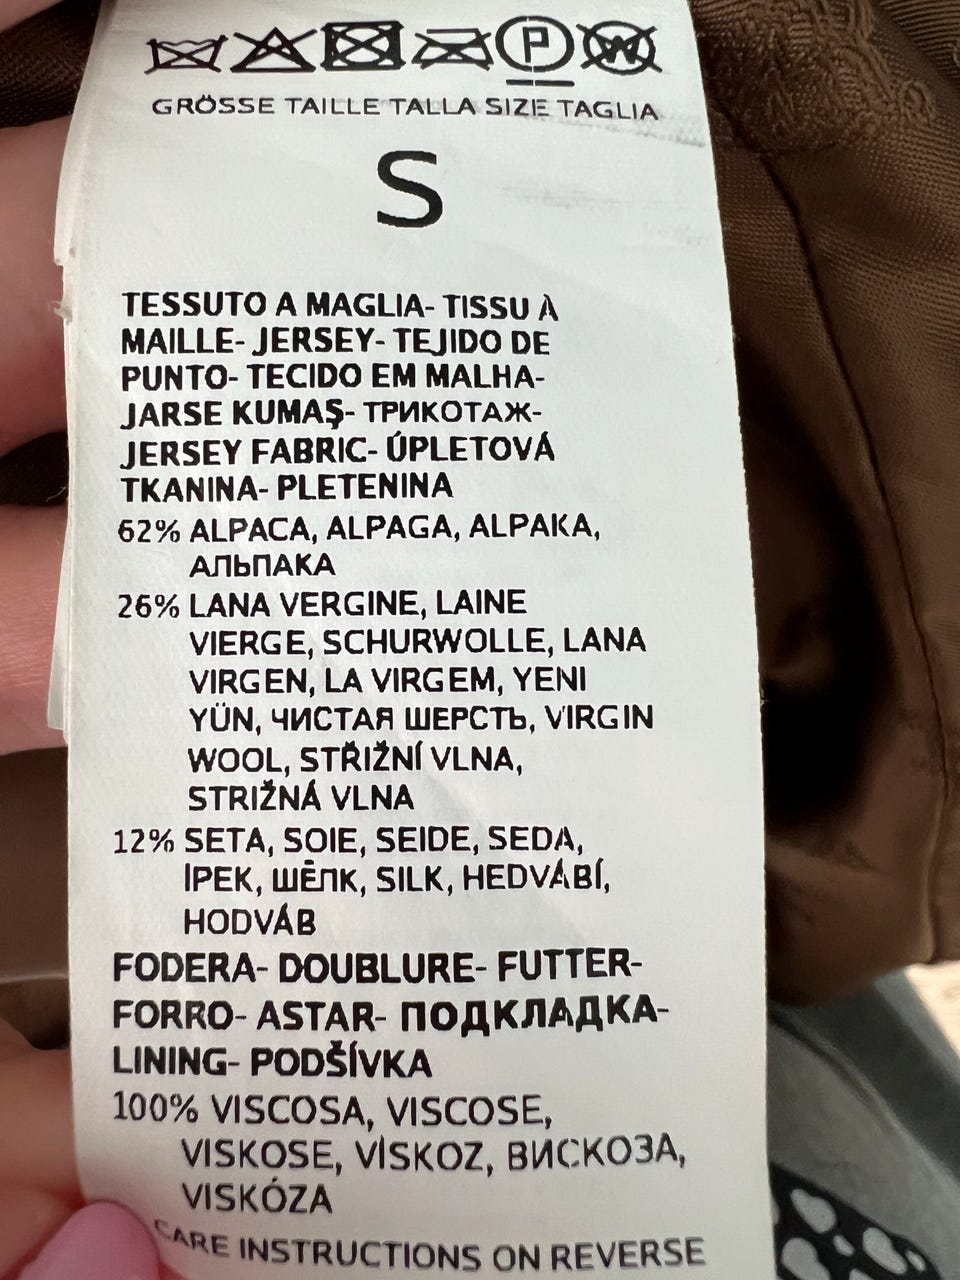 P W
GRÖSSE TAILLE TALLA SIZE TAGLIA
S
TESSUTO A MAGLIA- TISSU À
MAILLE- JERSEY- TEJIDO DE
PUNTO- TECIDO EM MALHA-
JARSE KUMAŞ- ТРИКОТАЖ-
JERSEY FABRIC- ÚPLETOVÁ
TKANINA- PLETENINA
62% ALPACA, ALPAGA, ALPAKA,
АЛЬПАКА
26% LANA VERGINE, LAINE
VIERGE, SCHURWOLLE, LANA
VIRGEN, LA VIRGEM, YENI
YÜN, ЧИСТАЯ ШЕРСТЬ, VIRGIN
WOOL, STŘIŽNÍ VLNA,
STRIŽNÁ VLNA
12% SETA, SOIE, SEIDE, SEDA,
İPEK, ШЁЛК, SILK, HEDVÁBÍ,
HODVÁB
FODERA- DOUBLURE- FUTTER-
FORRO- ASTAR- ПОДКЛАДКА-
LINING- PODŠÍVKA
100% VISCOSA, VISCOSE,
VISKOSE, VİSKOZ, ВИСКОЗА,
VISKÓZA
CARE INSTRUCTIONS ON REVERSE